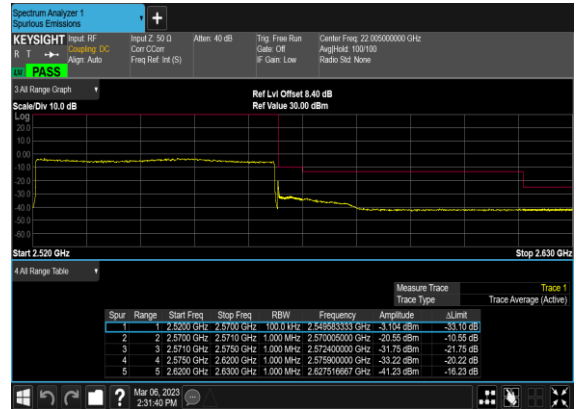 Spectrum Analyzer 1
Spurious Emissions
+
KEYSIGHT Input: RF Input Z: 50 Ω Atten: 40 dB Trig: Free Run Center Freq: 22.005000000 GHz
R T Coupling: DC Corr CCorr Gate: Off Avg|Hold: 100/100
Align: Auto Freq Ref: Int (S) IF Gain: Low Radio Std: None
LW PASS
3 All Range Graph
Ref Lvl Offset 8.40 dB
Scale/Div 10.0 dB Ref Value 30.00 dBm
Log
20.0
10.0
0.00
-10.0
-20.0
-30.0
-40.0
-50.0
-60.0
Start 2.520 GHz Stop 2.630 GHz
4 All Range Table
Measure Trace Trace 1
Trace Type Trace Average (Active)
Spur Range Start Freq Stop Freq RBW Frequency Amplitude ΔLimit
1 1 2.5200 GHz 2.5700 GHz 100.0 kHz 2.549583333 GHz -3.104 dBm -33.10 dB
2 2 2.5700 GHz 2.5710 GHz 1.000 MHz 2.570005000 GHz -20.55 dBm -10.55 dB
3 3 2.5710 GHz 2.5750 GHz 1.000 MHz 2.572400000 GHz -31.75 dBm -21.75 dB
4 4 2.5750 GHz 2.6200 GHz 1.000 MHz 2.575900000 GHz -33.22 dBm -20.22 dB
5 5 2.6200 GHz 2.6300 GHz 1.000 MHz 2.627516667 GHz -41.23 dBm -16.23 dB
? Mar 06, 2023
2:31:40 PM